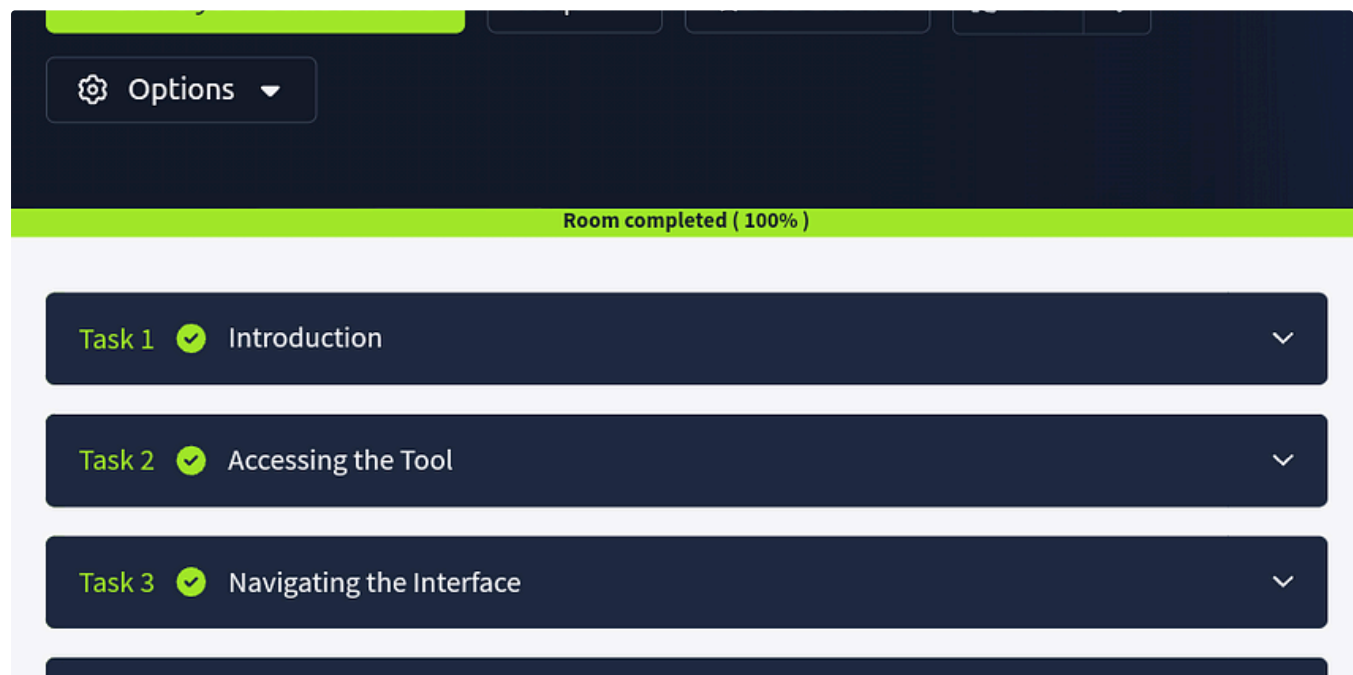 Options
Room completed ( 100% )
Task 1 Introduction
Task 2 Accessing the Tool
Task 3 Navigating the Interface